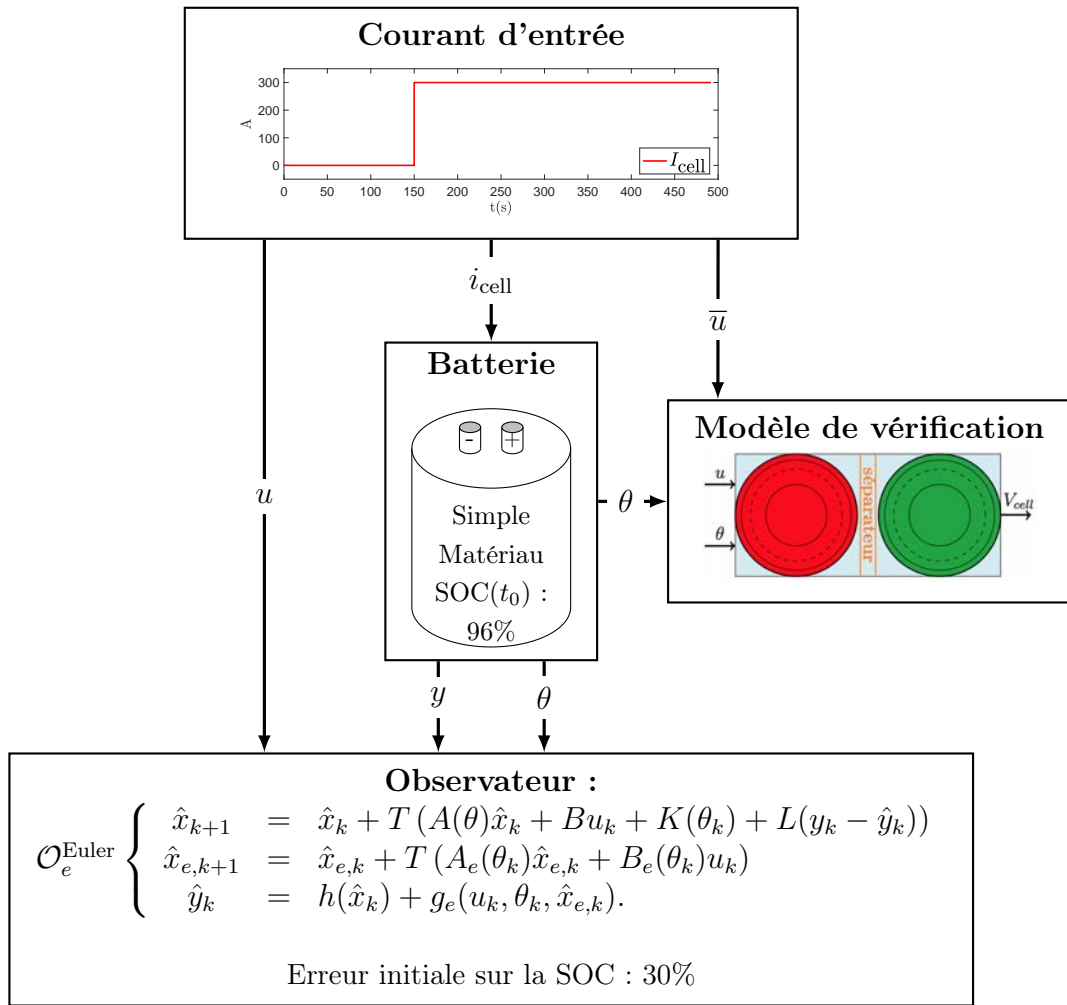 Courant d'entrée
300
200
100
0
A
I_cell
0 50 100 150 200 250 300 350 400 450 500
t(s)
u
i_cell
u̅
Batterie
- +
Simple
Matériau
SOC(t_0) :
96%
θ
Modèle de vérification
u
θ
séparateur
V_cell
y
θ
Observateur :
O_e^Euler { x̂_{k+1} = x̂_k + T (A(θ)x̂_k + Bu_k + K(θ_k) + L(y_k − ŷ_k))
x̂_{e,k+1} = x̂_{e,k} + T (A_e(θ_k)x̂_{e,k} + B_e(θ_k)u_k)
ŷ_k = h(x̂_k) + g_e(u_k, θ_k, x̂_{e,k}).
Erreur initiale sur la SOC : 30%